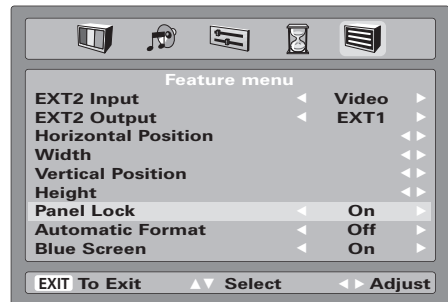 Feature menu
EXT2 Input Video
EXT2 Output EXT1
Horizontal Position
Width
Vertical Position
Height
Panel Lock On
Automatic Format Off
Blue Screen On
EXIT To Exit Select Adjust